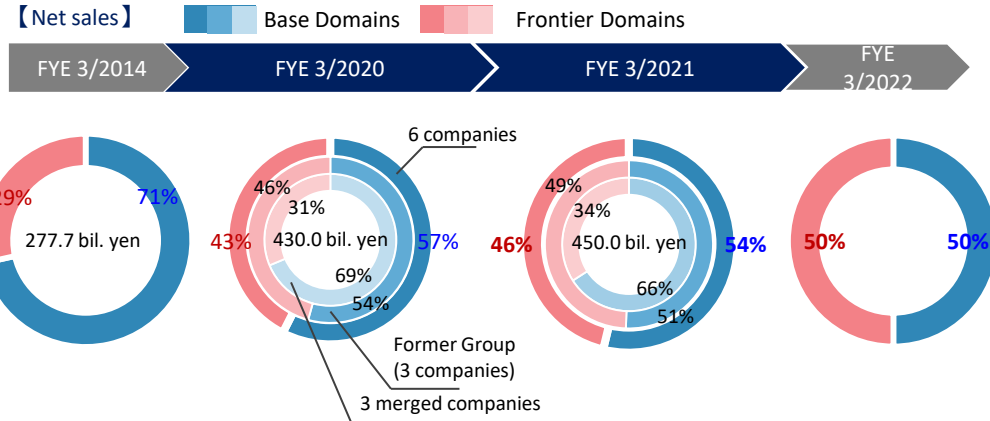 【Net sales】
Base Domains
Frontier Domains
FYE 3/2014
FYE 3/2020
FYE 3/2021
FYE
3/2022
6 companies
29%
71%
277.7 bil. yen
46%
31%
43%
430.0 bil. yen
57%
69%
54%
49%
34%
46%
450.0 bil. yen
54%
66%
51%
50%
50%
Former Group
(3 companies)
3 merged companies